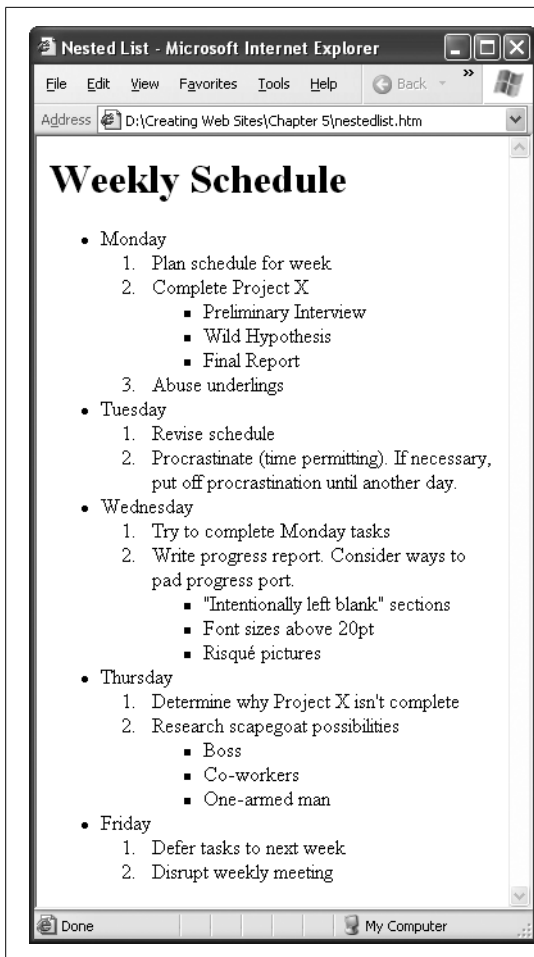 Nested List - Microsoft Internet Explorer
File Edit View Favorites Tools Help Back »
Address D:\Creating Web Sites\Chapter 5\nestedlist.htm
Weekly Schedule
• Monday
1. Plan schedule for week
2. Complete Project X
▪ Preliminary Interview
▪ Wild Hypothesis
▪ Final Report
3. Abuse underlings
• Tuesday
1. Revise schedule
2. Procrastinate (time permitting). If necessary,
put off procrastination until another day.
• Wednesday
1. Try to complete Monday tasks
2. Write progress report. Consider ways to
pad progress port.
▪ "Intentionally left blank" sections
▪ Font sizes above 20pt
▪ Risqué pictures
• Thursday
1. Determine why Project X isn't complete
2. Research scapegoat possibilities
▪ Boss
▪ Co-workers
▪ One-armed man
• Friday
1. Defer tasks to next week
2. Disrupt weekly meeting
Done My Computer